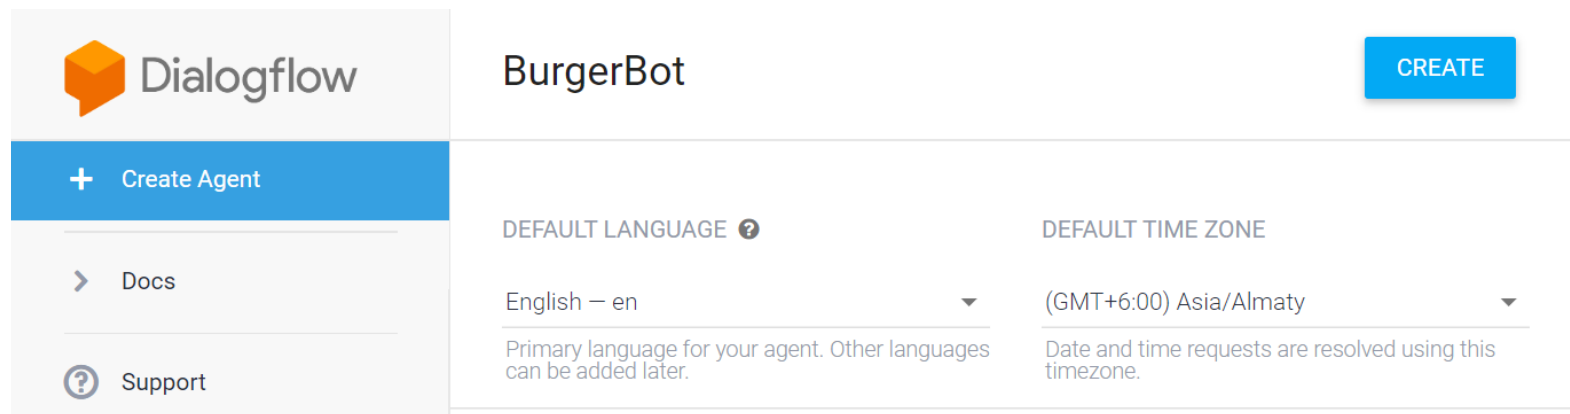 Dialogflow
Create Agent
Docs
Support
BurgerBot
CREATE
DEFAULT LANGUAGE ?
DEFAULT TIME ZONE
English — en
(GMT+6:00) Asia/Almaty
Primary language for your agent. Other languages
can be added later.
Date and time requests are resolved using this
timezone.